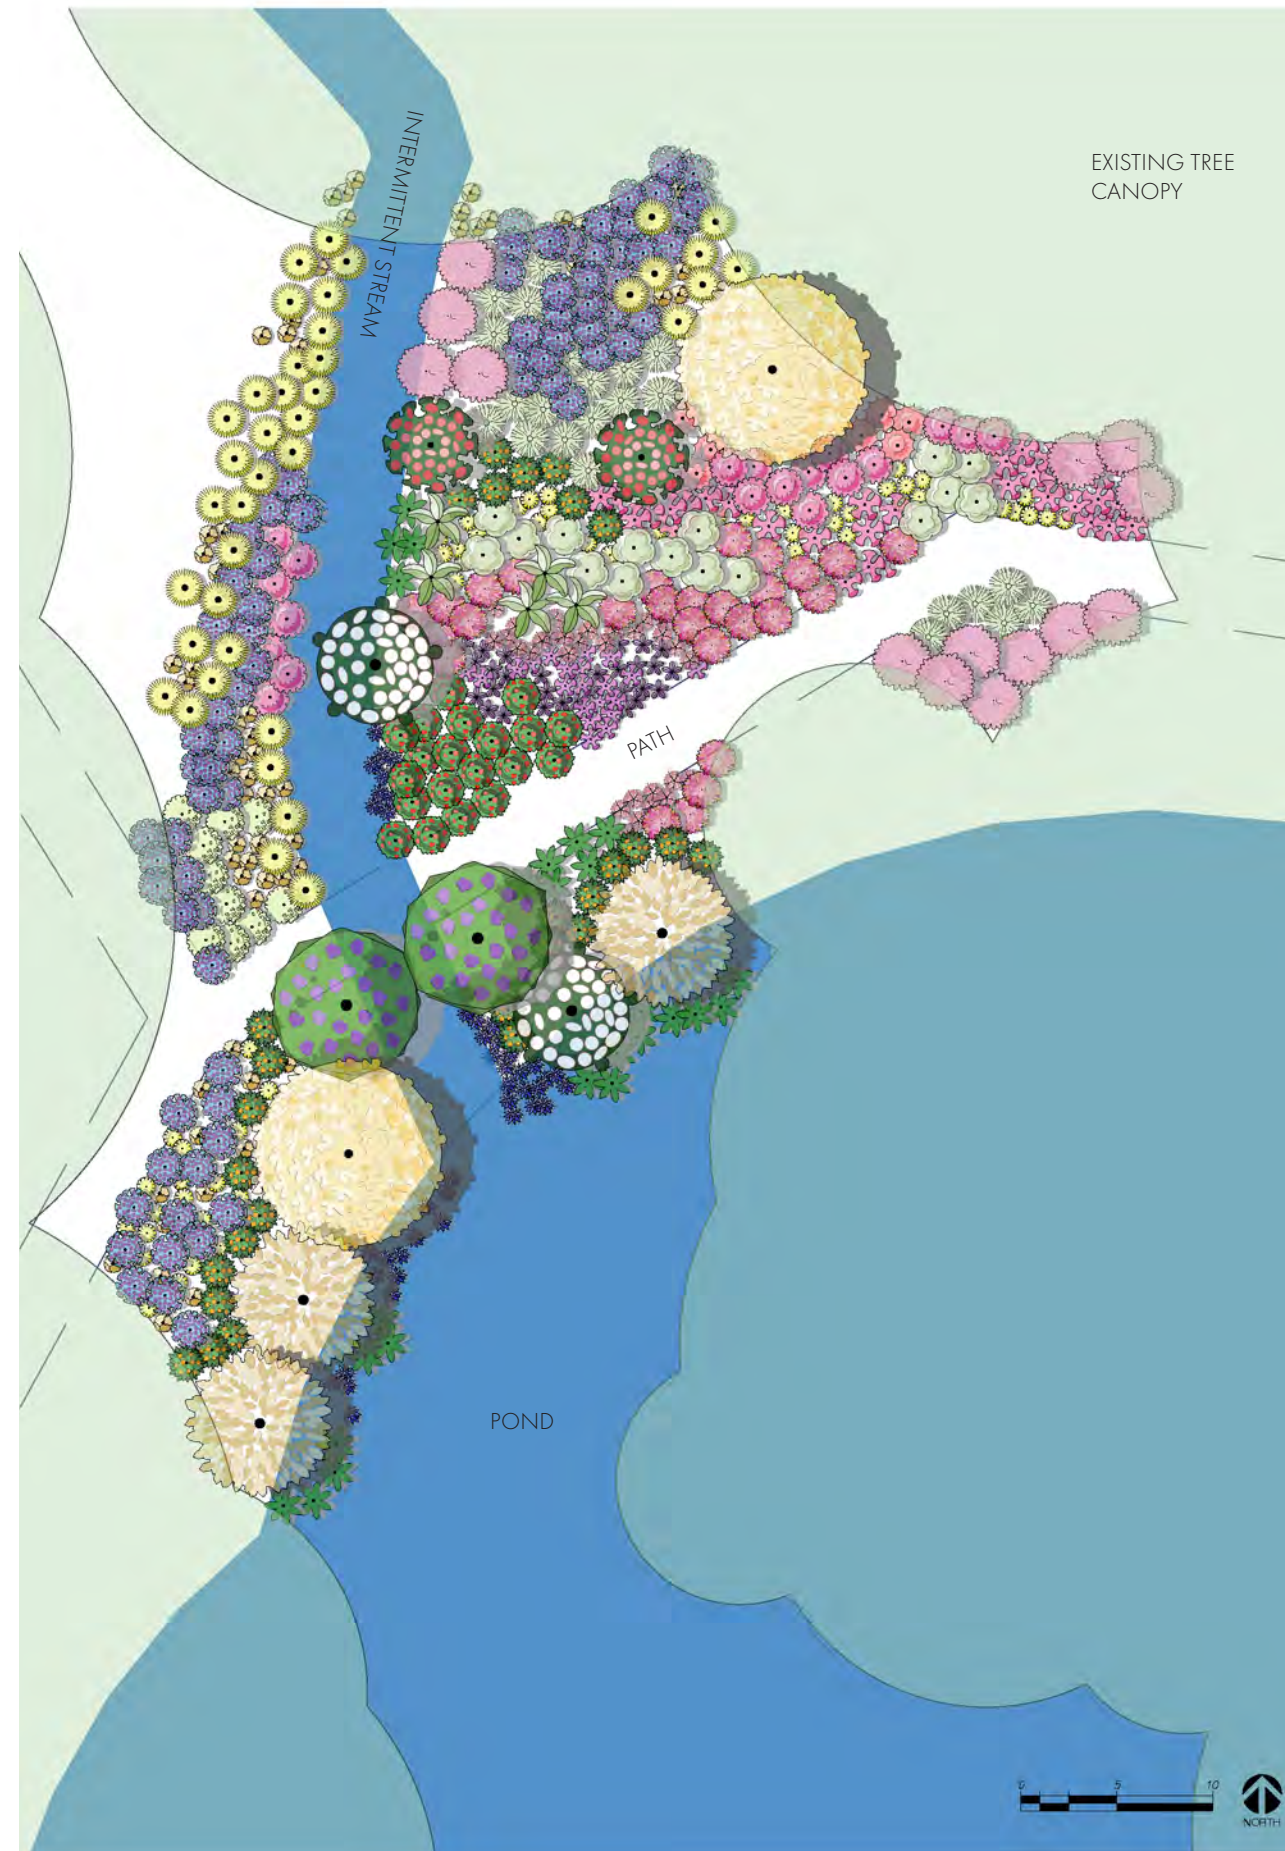 INTERMITTENT STREAM
EXISTING TREE
CANOPY
PATH
POND
0 5 10
NORTH